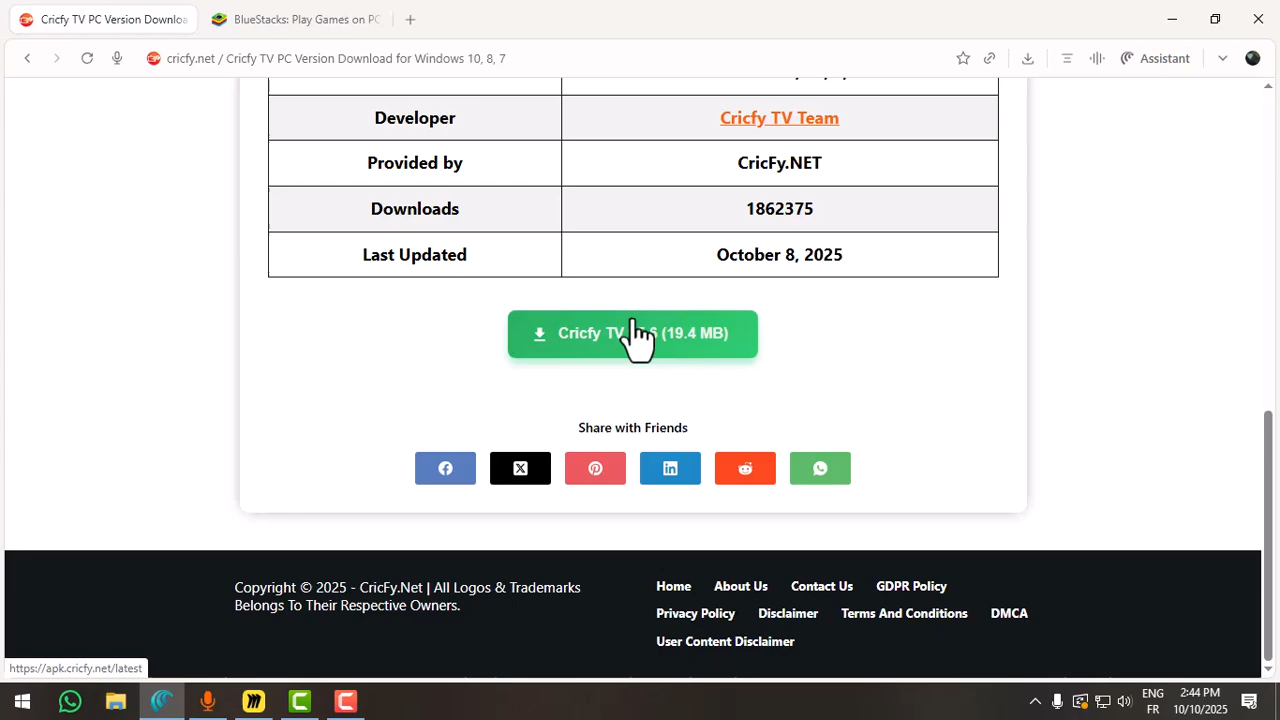 Cricfy TV PC Version Downloa
BlueStacks: Play Games on PC
cricfy.net / Cricfy TV PC Version Download for Windows 10, 8, 7
Assistant
Developer
Cricfy TV Team
Provided by
CricFy.NET
Downloads
1862375
Last Updated
October 8, 2025
Cricfy TV 6 (19.4 MB)
Share with Friends
Copyright © 2025 - CricFy.Net | All Logos & Trademarks
Belongs To Their Respective Owners.
Home About Us Contact Us GDPR Policy
Privacy Policy Disclaimer Terms And Conditions DMCA
User Content Disclaimer
https://apk.cricfy.net/latest
ENG
FR
2:44 PM
10/10/2025